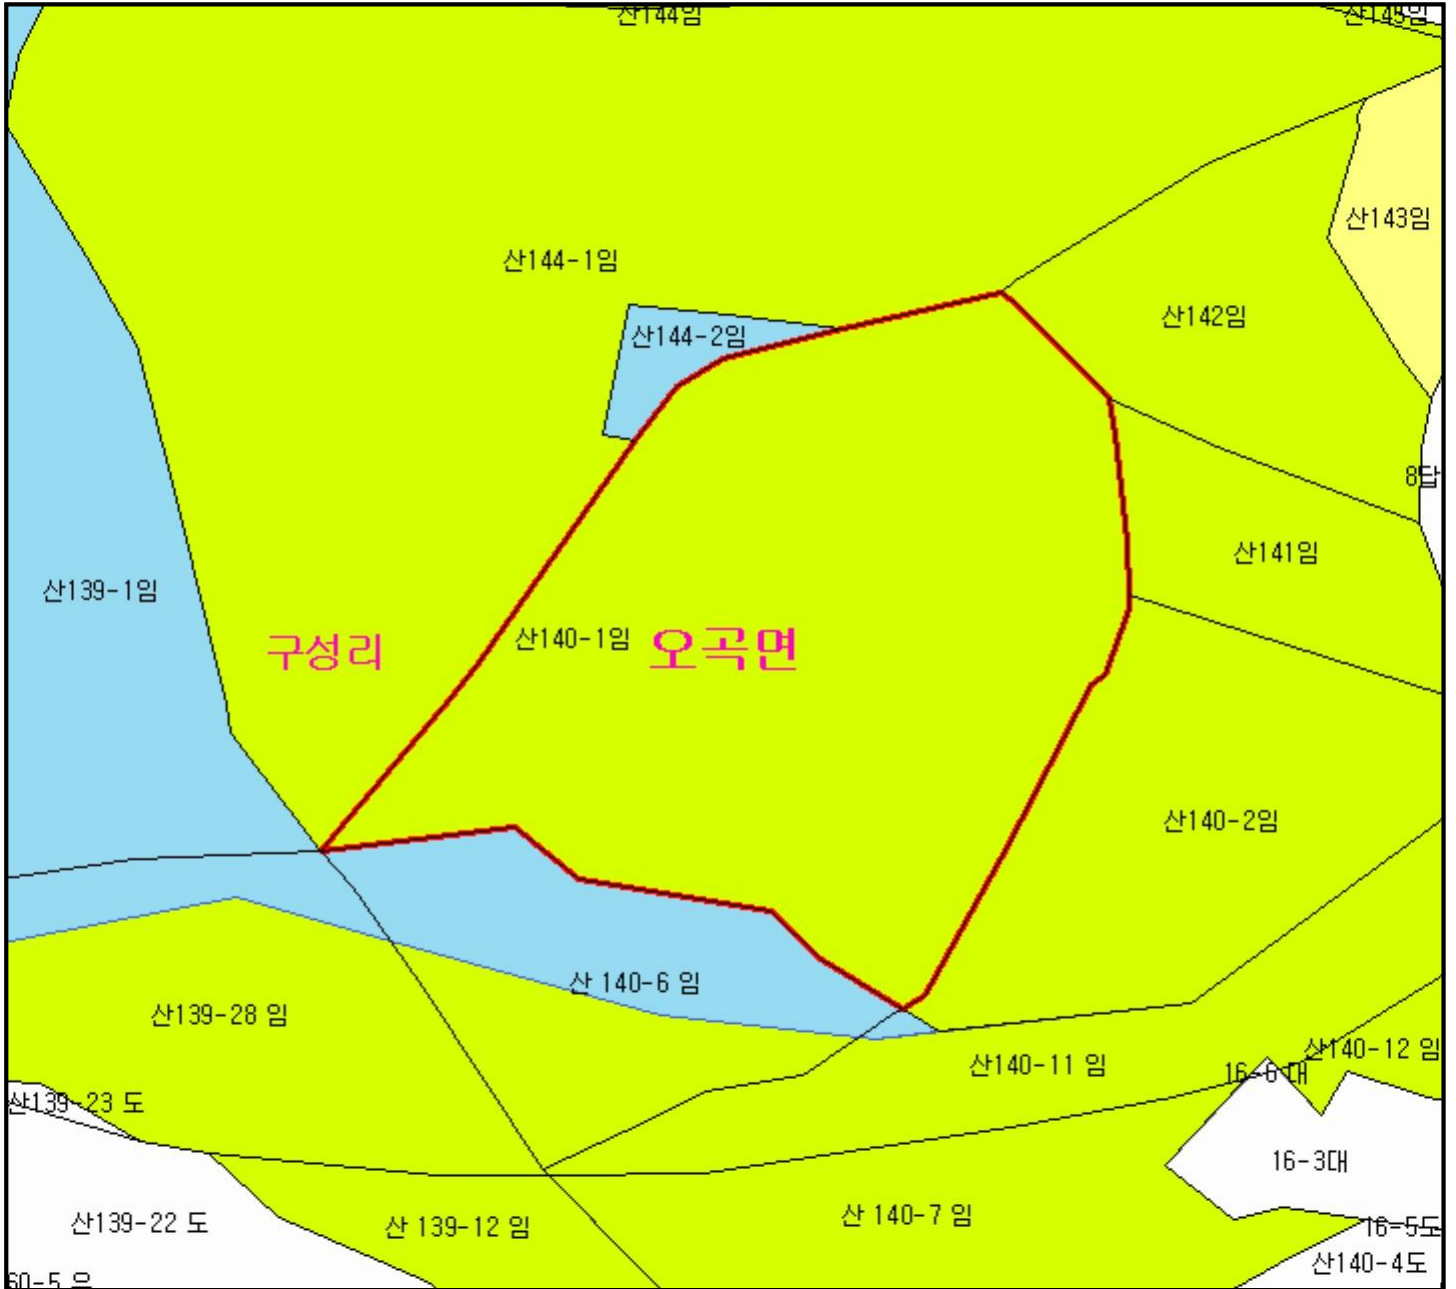 산144임
산145임
산143임
산144-1임
산142임
산144-2임
8답
산141임
산139-1임
산140-1임
오곡면
구성리
산140-2임
산 140-6 임
산139-28 임
산140-12 임
산140-11 임
16-6 대
산139-23 도
16-3대
산 140-7 임
산139-22 도
산 139-12 임
16-5도
산140-4도